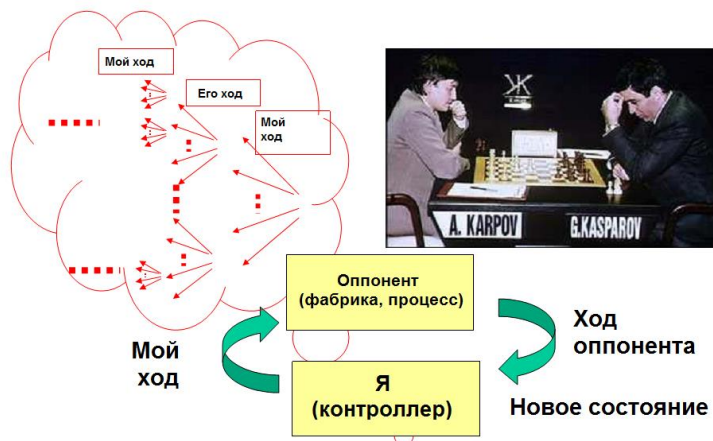 Мой ход
Его ход
Мой
ход
A. KARPOV
G.KASPAROV
Оппонент
(фабрика, процесс)
Мой
ход
Ход
оппонента
Я
(контроллер)
Новое состояние